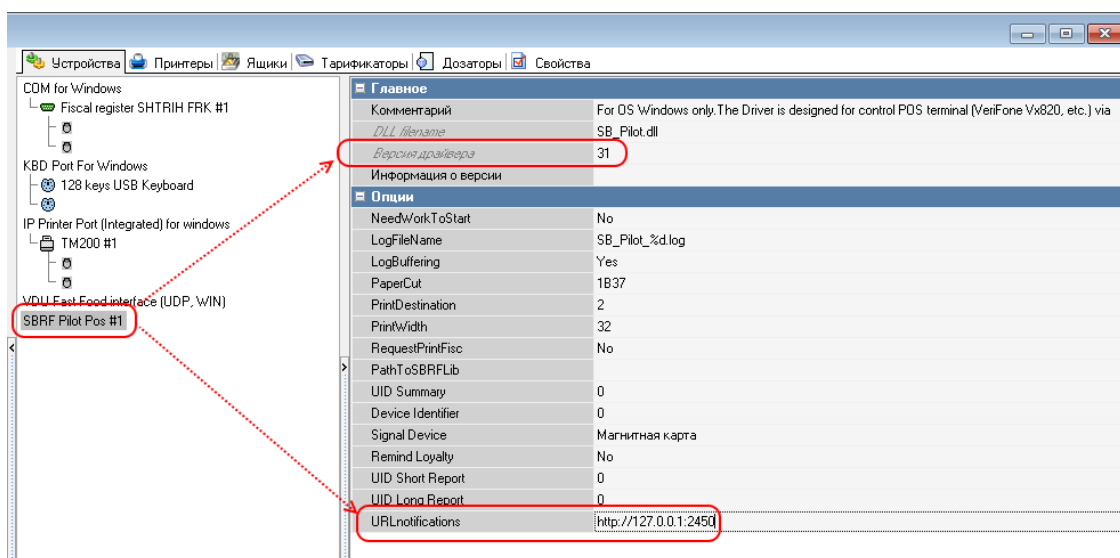 Устройства Принтеры Ящики Тарификаторы Дозаторы Свойства
COM for Windows
Fiscal register SHTRIH FRK #1
KBD Port For Windows
128 keys USB Keyboard
IP Printer Port (Integrated) for windows
TM200 #1
VDU Fast Food interface (UDP, WIN)
SBRF Pilot Pos #1
Главное
Комментарий For OS Windows only.The Driver is designed for control POS terminal (VeriFone Vx820, etc.) via
DLL filename SB_Pilot.dll
Версия драйвера 31
Информация о версии
Опции
NeedWorkToStart No
LogFileName SB_Pilot_%d.log
LogBuffering Yes
PaperCut 1B37
PrintDestination 2
PrintWidth 32
RequestPrintFisc No
PathToSBRFLib
UID Summary 0
Device Identifier 0
Signal Device Магнитная карта
Remind Loyalty No
UID Short Report 0
UID Long Report 0
URLnotifications http://127.0.0.1:2450